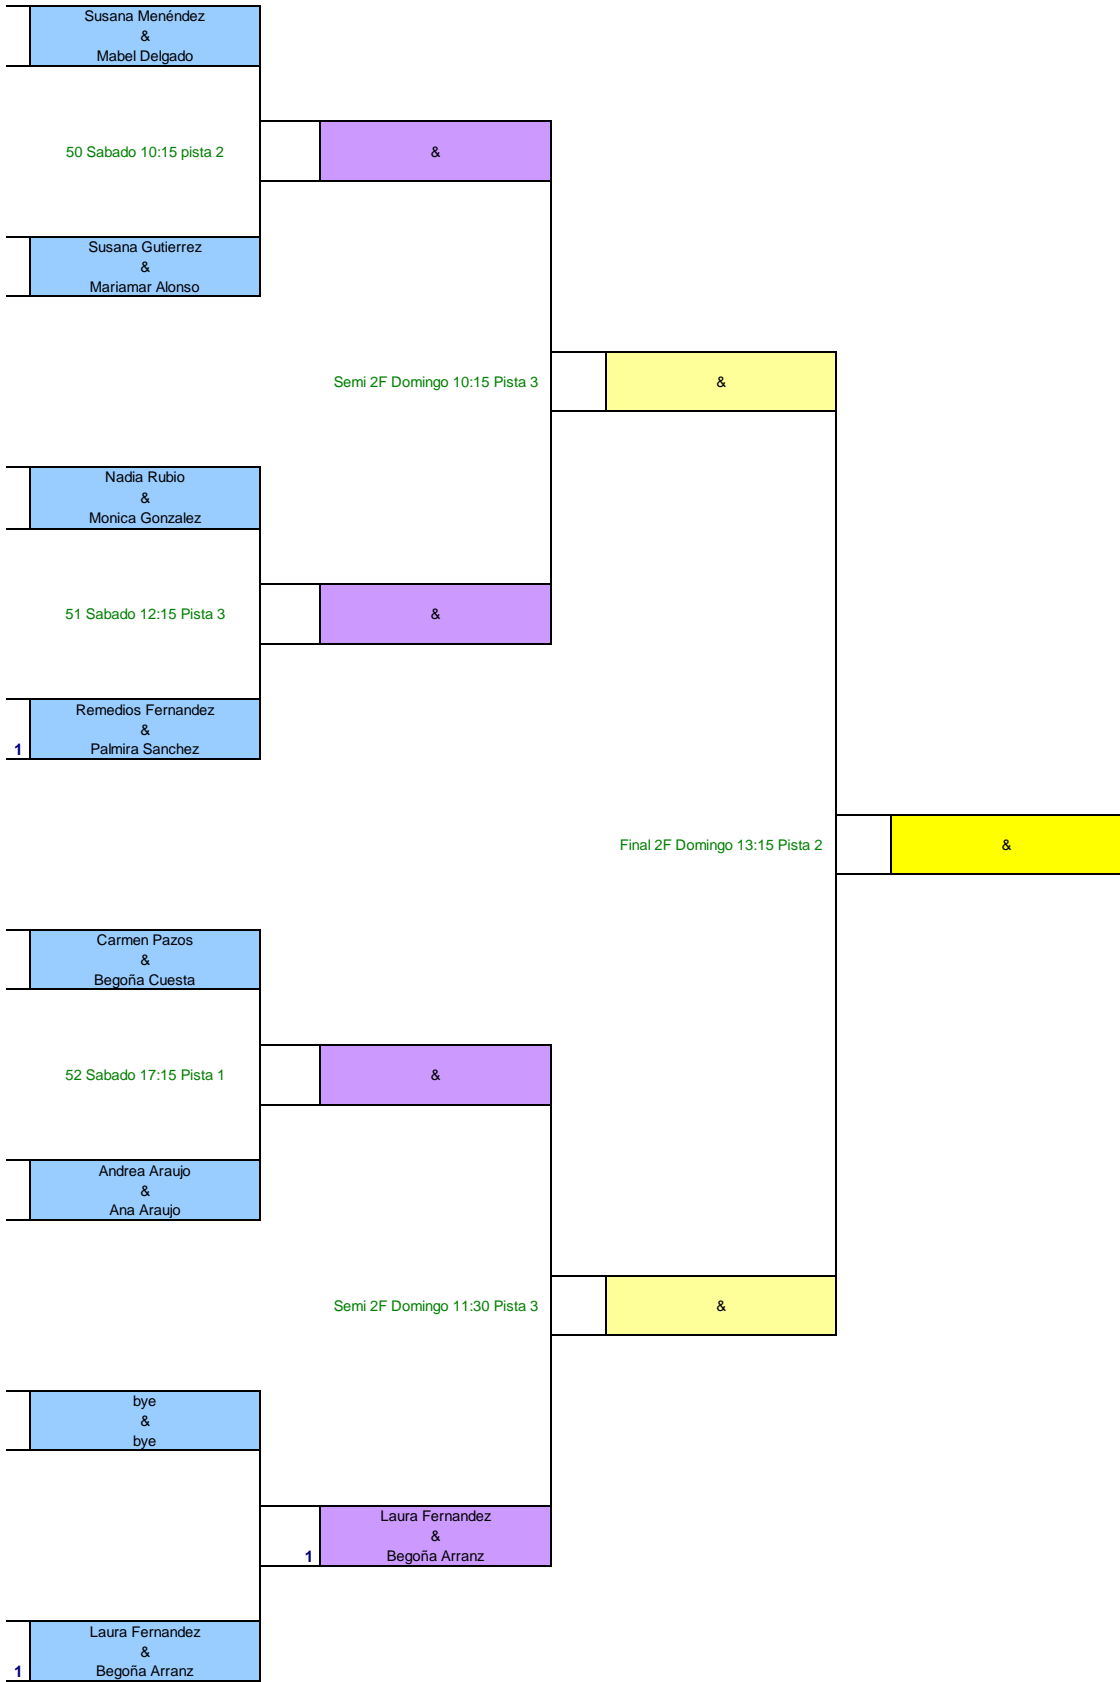 Susana Menéndez
&
Mabel Delgado
50 Sabado 10:15 pista 2
&
Susana Gutierrez
&
Mariamar Alonso
Semi 2F Domingo 10:15 Pista 3
&
Nadia Rubio
&
Monica Gonzalez
51 Sabado 12:15 Pista 3
&
Remedios Fernandez
&
1 Palmira Sanchez
Final 2F Domingo 13:15 Pista 2
&
Carmen Pazos
&
Begoña Cuesta
52 Sabado 17:15 Pista 1
&
Andrea Araujo
&
Ana Araujo
Semi 2F Domingo 11:30 Pista 3
&
bye
&
bye
Laura Fernandez
&
1 Begoña Arranz
Laura Fernandez
&
1 Begoña Arranz